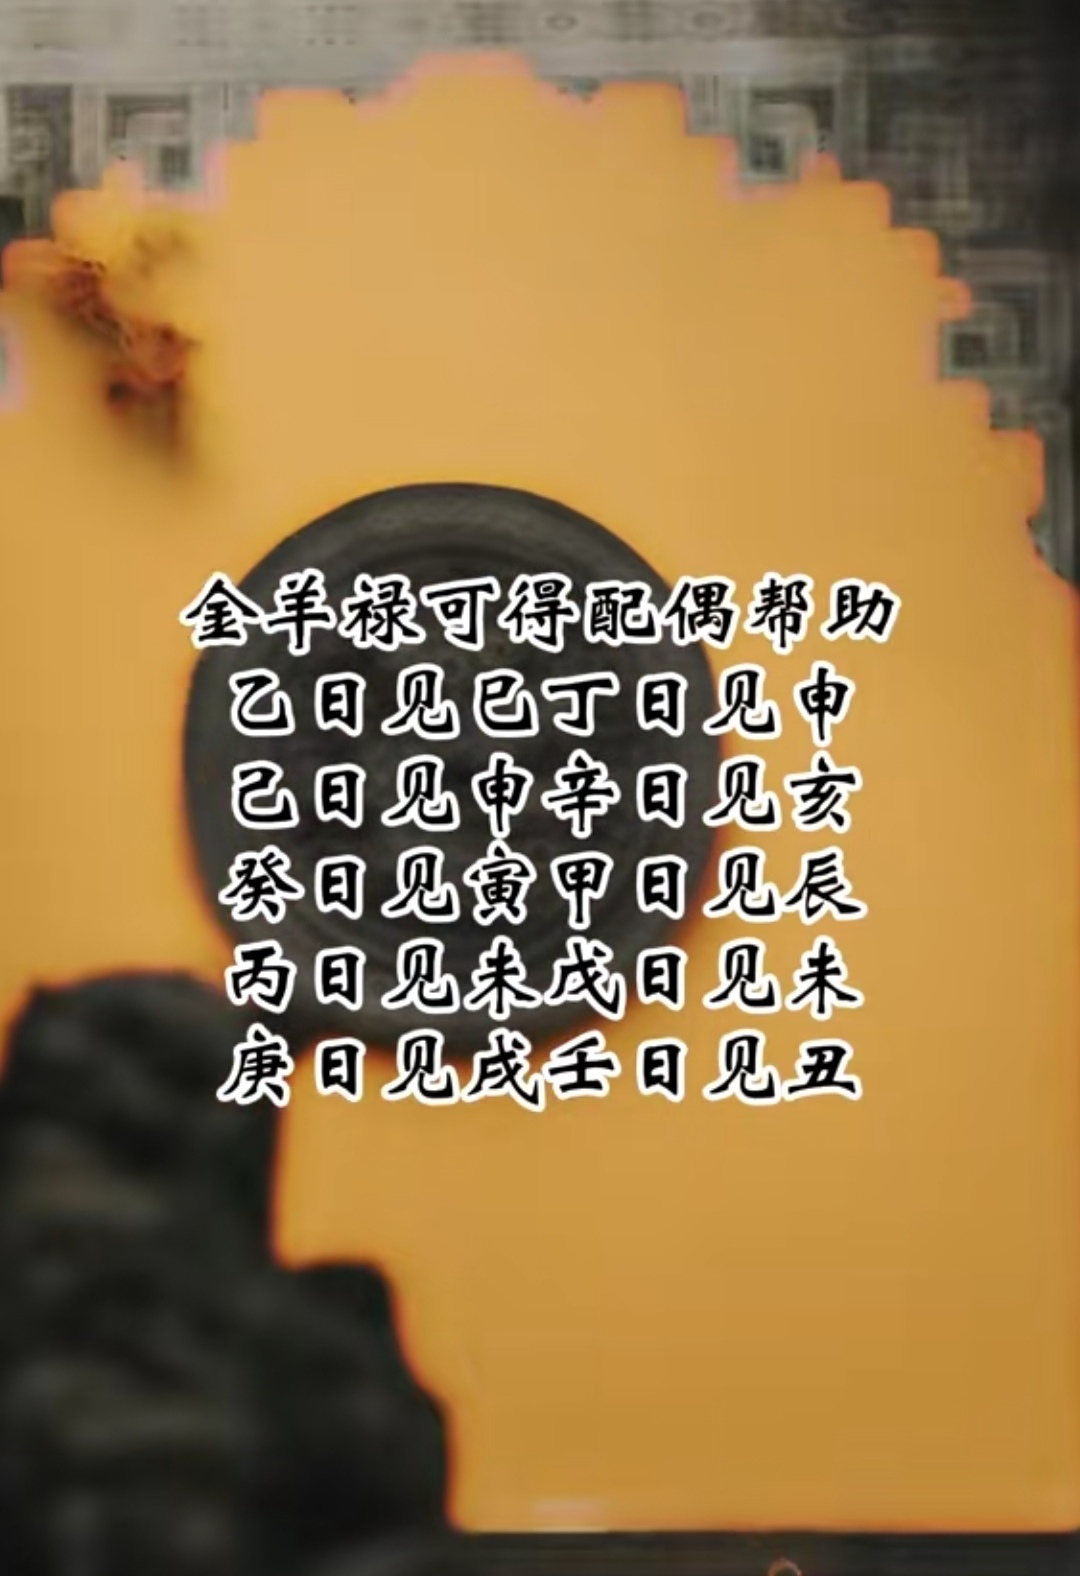 金羊禄可得配偶帮助
乙日见巳丁日见申
己日见申辛日见亥
癸日见寅甲日见辰
丙日见未戊日见未
庚日见戌壬日见丑